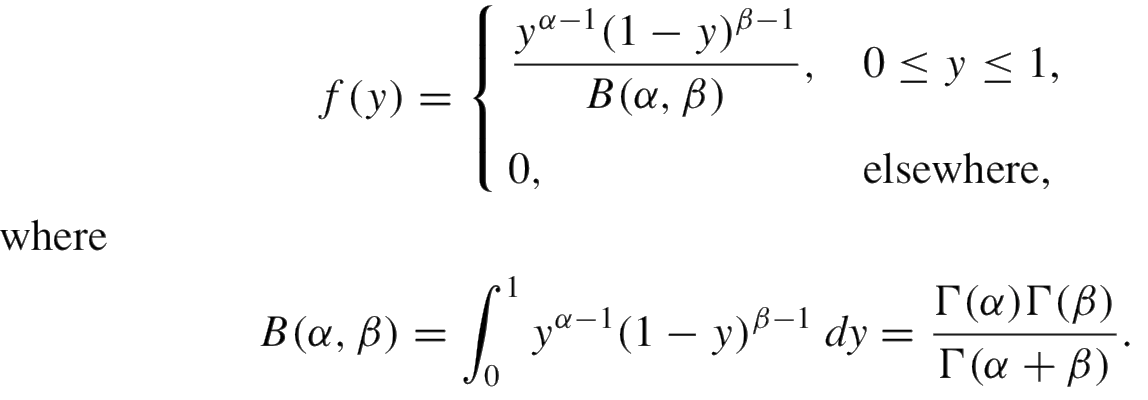 f(y) = { y^{α−1}(1 − y)^{β−1} / B(α, β), 0 ≤ y ≤ 1,
0, elsewhere,
where
B(α, β) = ∫_0^1 y^{α−1}(1 − y)^{β−1} dy = Γ(α)Γ(β) / Γ(α + β).